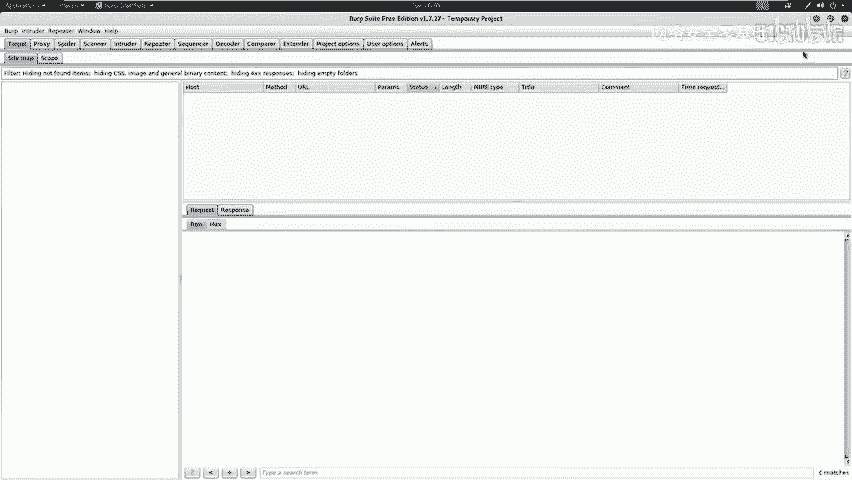 Burp Suite Free Edition v1.7.27 - Temporary Project
Burp Intruder Repeater Window Help
Target Proxy Spider Scanner Intruder Repeater Sequencer Decoder Comparer Extender Project options User options Alerts
Site map Scope
Filter: Hiding not found items; hiding CSS, image and general binary content; hiding 4xx responses; hiding empty folders
Host Method URL Params Status Length MIME type Title Comment Time request...
Request Response
Raw Hex
? < + > Type a search term 0 matches